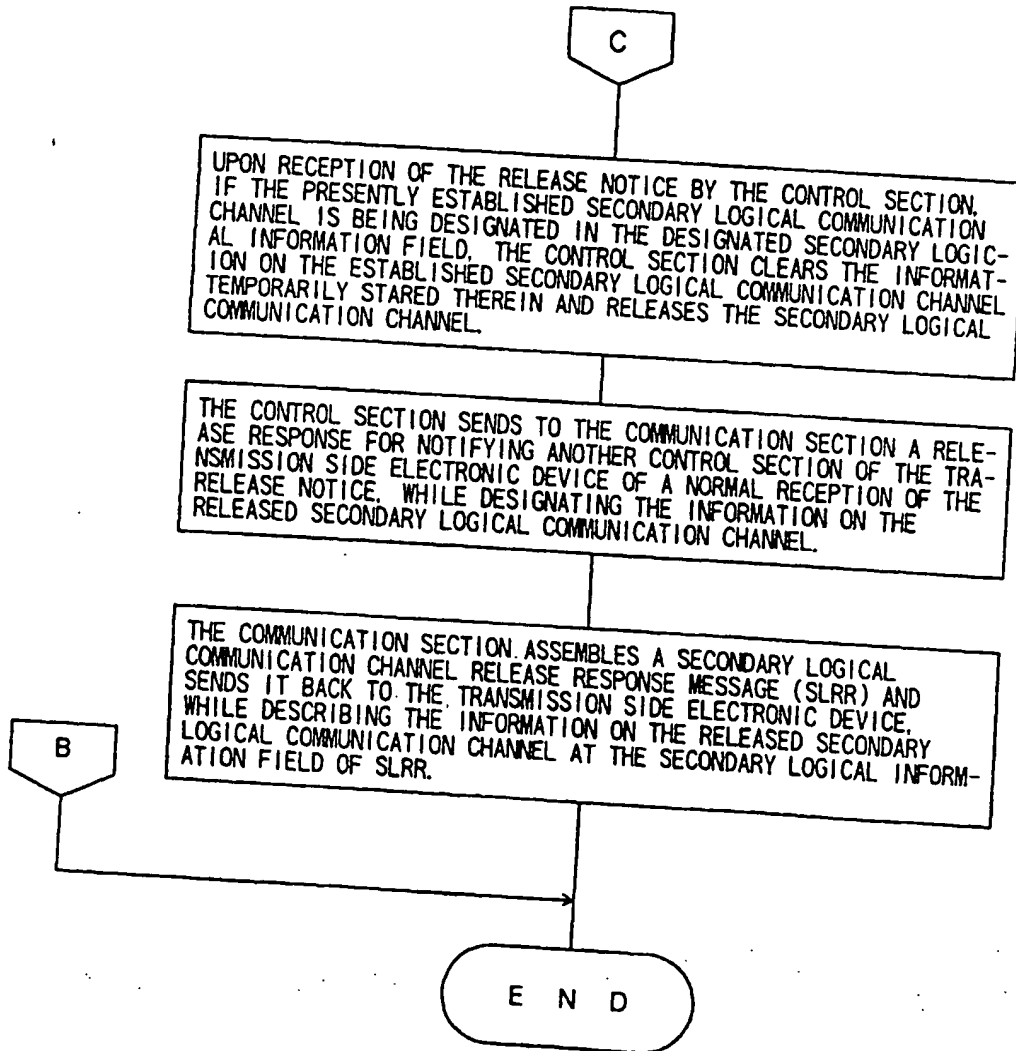 C
UPON RECEPTION OF THE RELEASE NOTICE BY THE CONTROL SECTION,
IF THE PRESENTLY ESTABLISHED SECONDARY LOGICAL COMMUNICATION
CHANNEL IS BEING DESIGNATED IN THE DESIGNATED SECONDARY LOGIC-
AL INFORMATION FIELD, THE CONTROL SECTION CLEARS THE INFORMAT-
ION ON THE ESTABLISHED SECONDARY LOGICAL COMMUNICATION CHANNEL
TEMPORARILY STARED THEREIN AND RELEASES THE SECONDARY LOGICAL
COMMUNICATION CHANNEL.
THE CONTROL SECTION SENDS TO THE COMMUNICATION SECTION A RELE-
ASE RESPONSE FOR NOTIFYING ANOTHER CONTROL SECTION OF THE TRA-
NSMISSION SIDE ELECTRONIC DEVICE OF A NORMAL RECEPTION OF THE
RELEASE NOTICE, WHILE DESIGNATING THE INFORMATION ON THE
RELEASED SECONDARY LOGICAL COMMUNICATION CHANNEL.
THE COMMUNICATION SECTION ASSEMBLES A SECONDARY LOGICAL
COMMUNICATION CHANNEL RELEASE RESPONSE MESSAGE (SLRR) AND
SENDS IT BACK TO THE TRANSMISSION SIDE ELECTRONIC DEVICE,
WHILE DESCRIBING THE INFORMATION ON THE RELEASED SECONDARY
LOGICAL COMMUNICATION CHANNEL AT THE SECONDARY LOGICAL INFORM-
ATION FIELD OF SLRR.
B
END